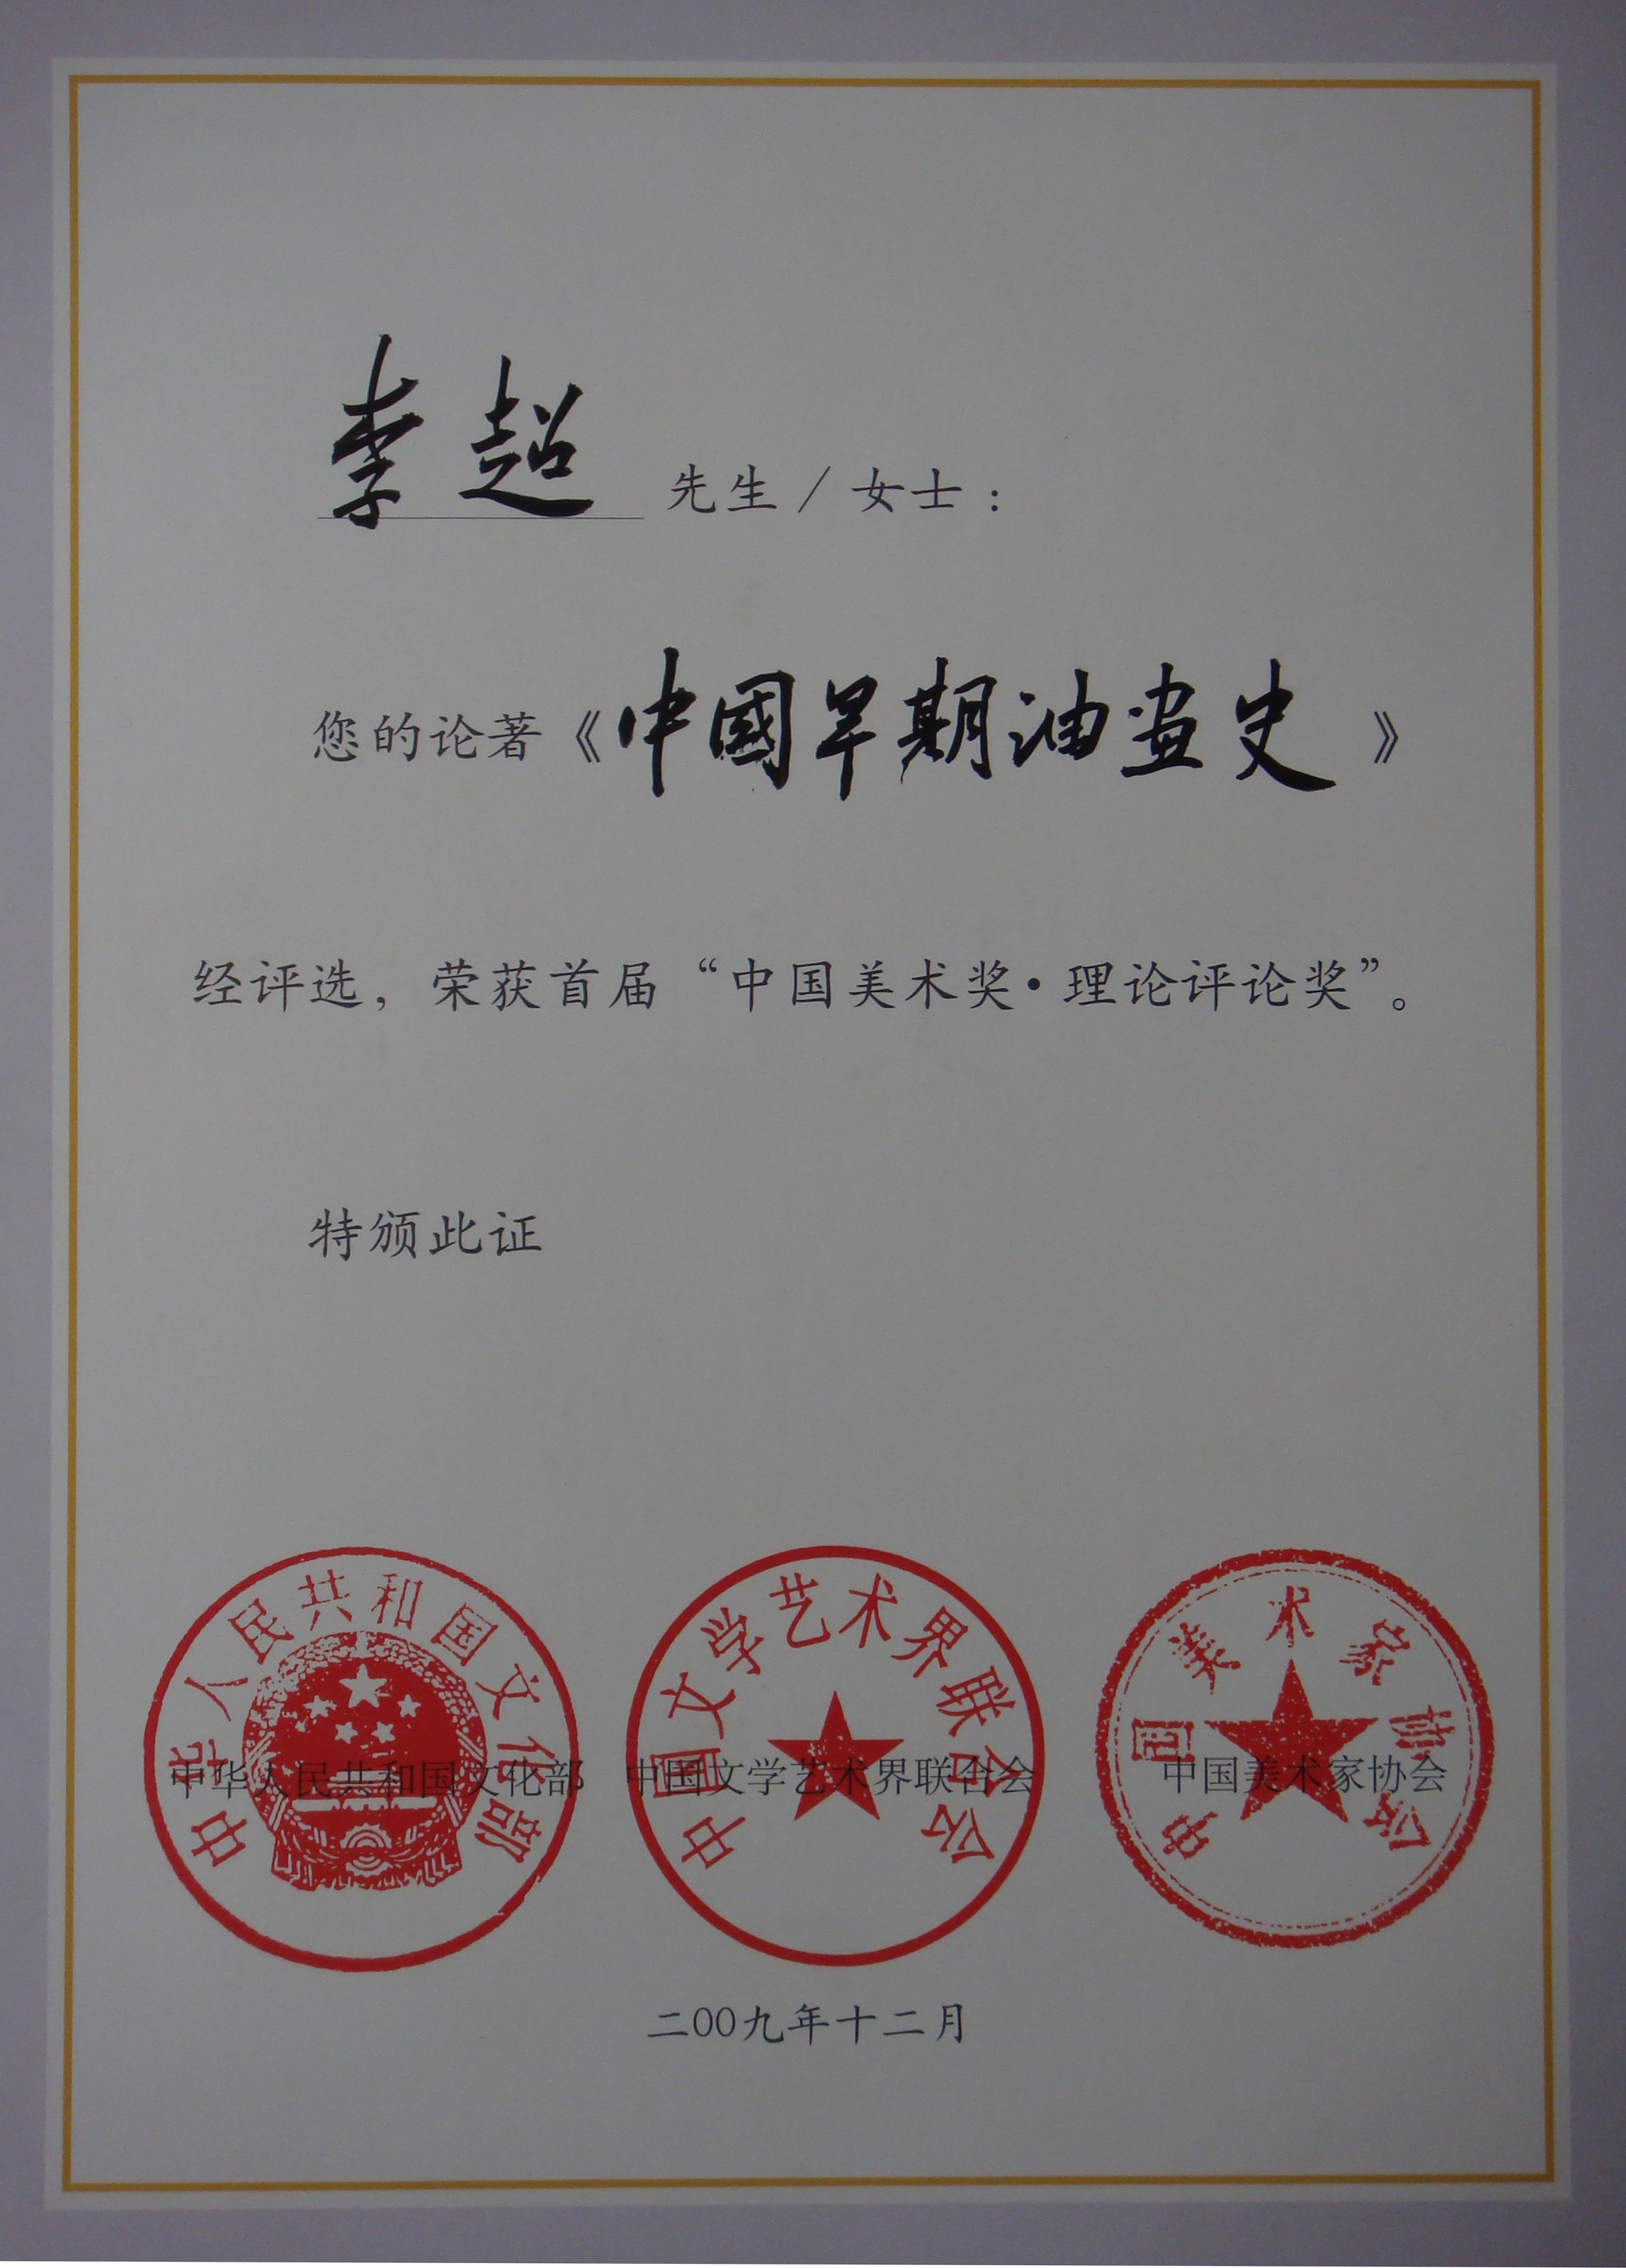 李超 先生/女士：
您的论著《中國早期油畫史》
经评选，荣获首届“中国美术奖·理论评论奖”。
特颁此证
中华人民共和国文化部
中国文学艺术界联合会
中国美术家协会
中华人民共和国文化部 中国文学艺术界联合会 中国美术家协会
二00九年十二月